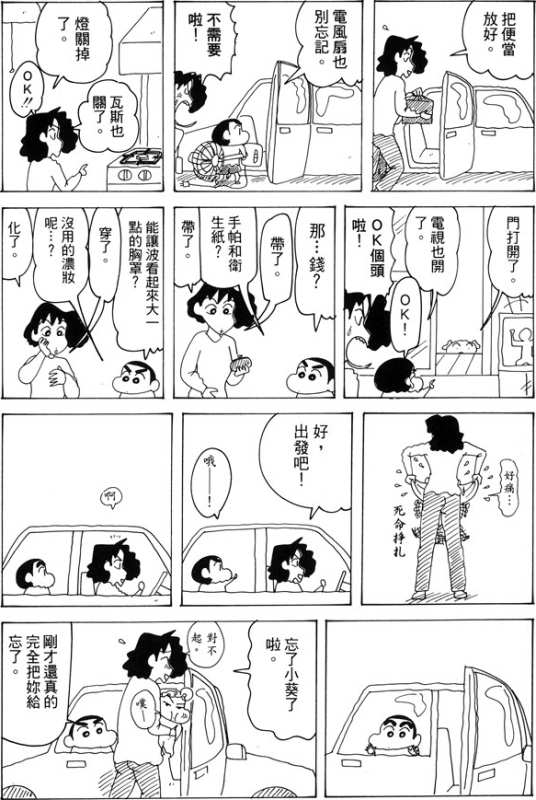 把便當
放好。
電風扇也
別忘記。
不需要
啦！
燈關掉
了。
瓦斯也
關了。
OK!!
門打開了。
電視也開
了。
OK！
OK個頭
啦！
那…錢？
帶了。
手帕和衛
生紙？
帶了。
能讓波看起來大一
點的胸罩？
穿了。
沒用的濃妝
呢…？
化了。
好痛…
死命掙扎
好，
出發吧！
哦——！
啊
忘了小葵了
啦。
對不
起。
噗—
剛才還真的
完全把妳給
忘了。